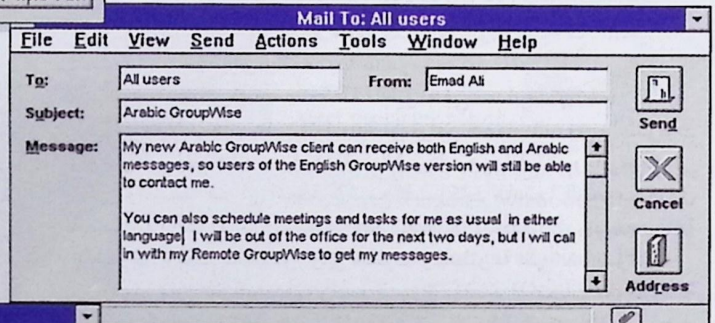 Mail To: All users
File Edit View Send Actions Tools Window Help
To: All users From: Emad Ali
Subject: Arabic GroupWise
Send
Message: My new Arabic GroupWise client can receive both English and Arabic
messages, so users of the English GroupWise version will still be able
to contact me.
Cancel
You can also schedule meetings and tasks for me as usual in either
language I will be out of the office for the next two days, but I will call
in with my Remote GroupWise to get my messages.
Address